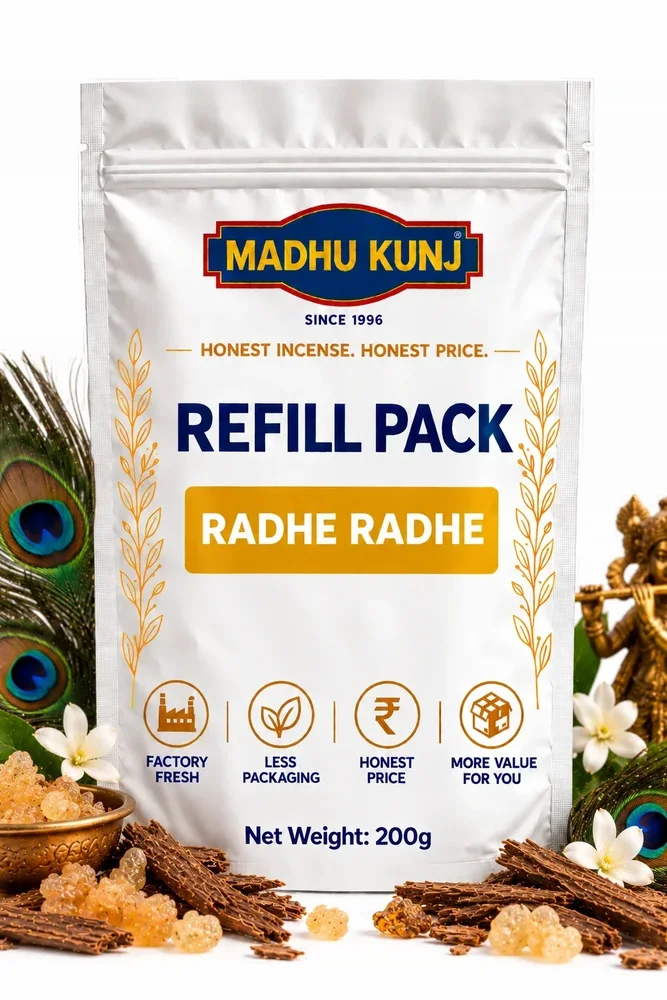 MADHU KUNJ®
SINCE 1996
HONEST INCENSE. HONEST PRICE.
REFILL PACK
RADHE RADHE
FACTORY
FRESH
LESS
PACKAGING
HONEST
PRICE
MORE VALUE
FOR YOU
Net Weight: 200g